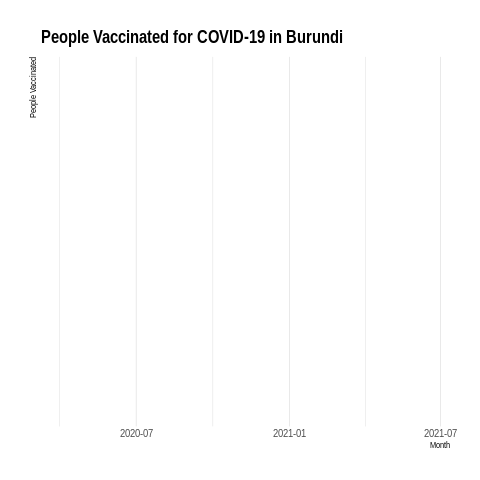 People Vaccinated for COVID-19 in Burundi
People Vaccinated
2020-07
2021-01
2021-07
Month